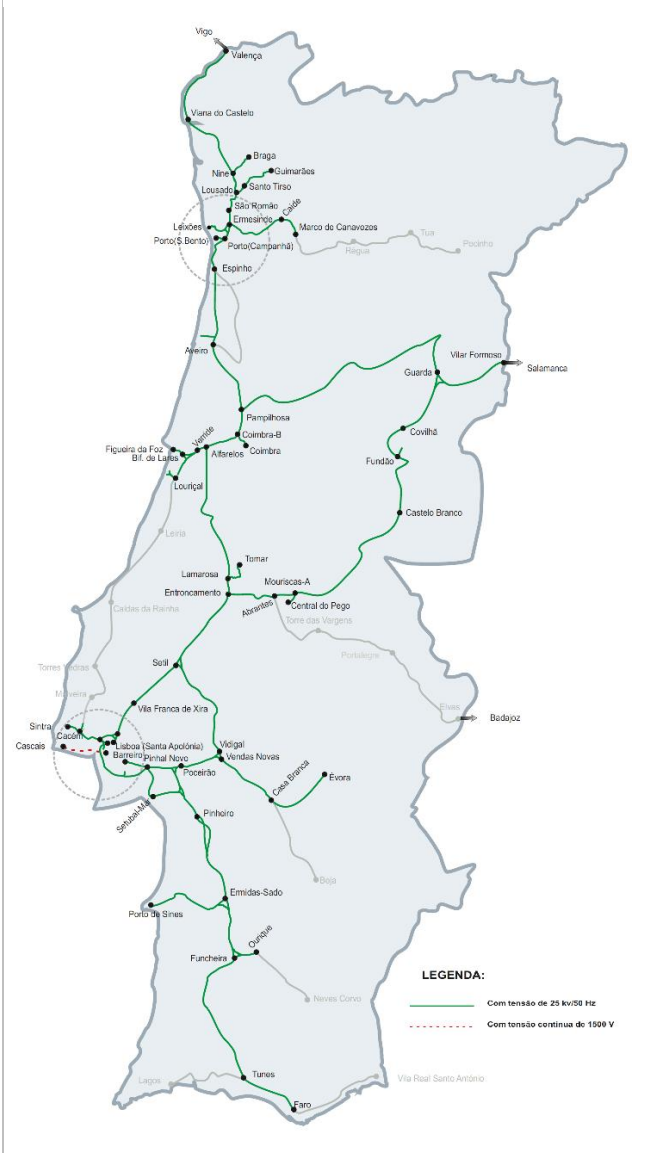 Vigo
Valença
Viana do Castelo
Braga
Nine
Guimarães
Santo Tirso
Lousado
São Romão
Caíde
Leixões
Ermesinde
Marco de Canavezes
Porto(S.Bento)
Porto(Campanhã)
Tua
Régua
Pocinho
Espinho
Aveiro
Vilar Formoso
Guarda
Salamanca
Pampilhosa
Verride
Coimbra-B
Covilhã
Figueira da Foz
Coimbra
Bif. de Lares
Alfarelos
Fundão
Louriçal
Castelo Branco
Leiria
Tomar
Lamarosa
Mouriscas-A
Entroncamento
Abrantes
Central do Pego
Caldas da Rainha
Torre das Vargens
Portalegre
Setil
Torres Vedras
Malveira
Elvas
Vila Franca de Xira
Badajoz
Sintra
Cacém
Cascais
Lisboa (Santa Apolónia)
Vidigal
Barreiro
Pinhal Novo
Vendas Novas
Poceirão
Casa Branca
Évora
Setubal-Mar
Pinheiro
Beja
Ermidas-Sado
Porto de Sines
Ourique
Funcheira
LEGENDA:
Neves Corvo
Com tensão de 25 kv/50 Hz
Com tensão continua de 1500 V
Tunes
Lagos
Vila Real Santo António
Faro